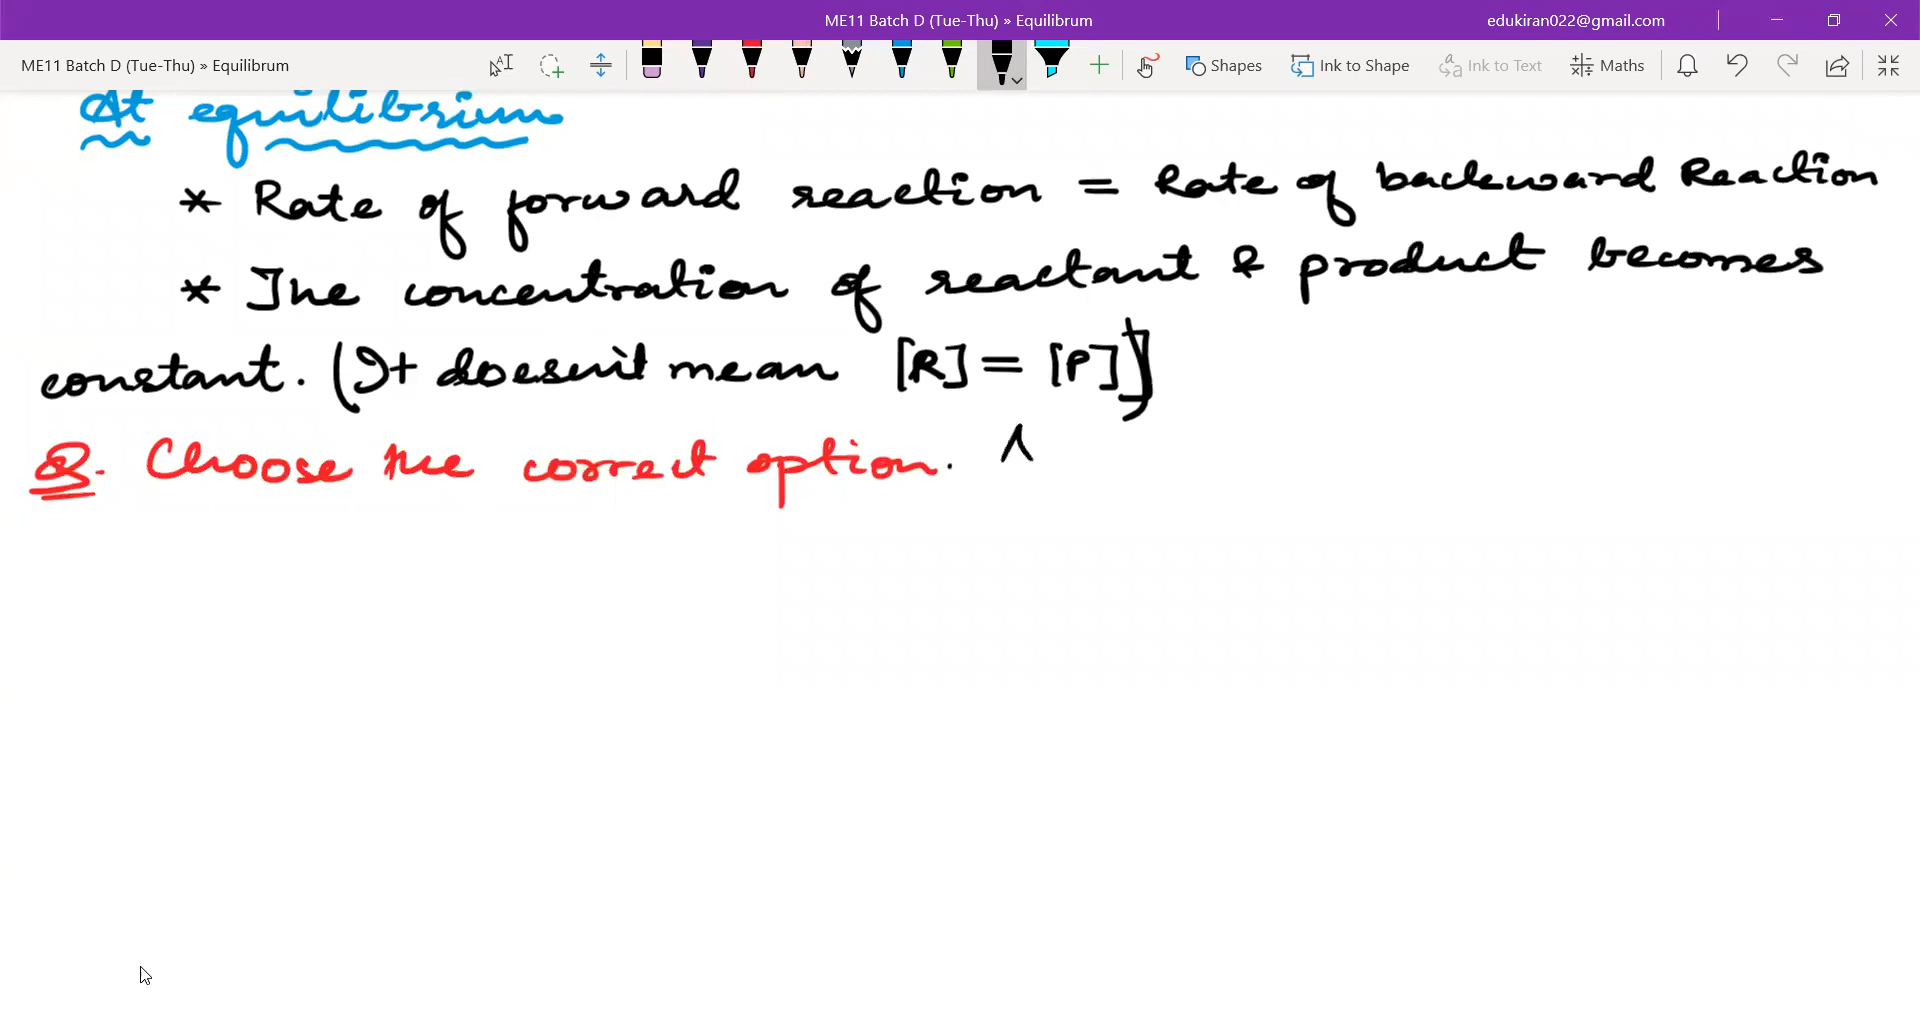 ME11 Batch D (Tue-Thu) » Equilibrum
edukiran022@gmail.com
ME11 Batch D (Tue-Thu) » Equilibrum
Shapes Ink to Shape Ink to Text Maths
At equilibrium
* Rate of forward reaction = Rate of backward Reaction
* The concentration of reactant & product becomes
constant. (It doesn't mean [R] = [P])
Q. Choose the correct option.